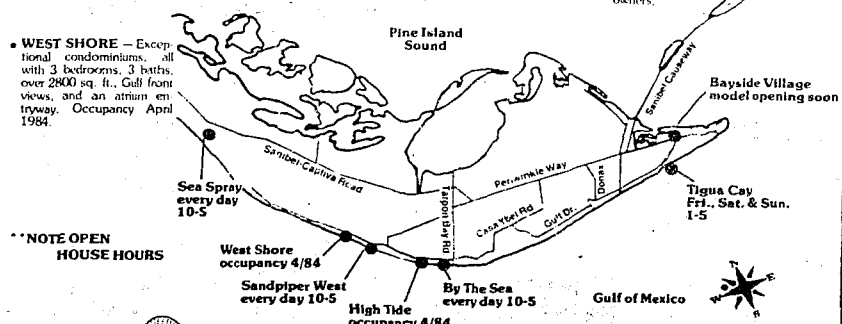 owners.
• WEST SHORE — Excep-
tional condominiums, all
with 3 bedrooms, 3 baths,
over 2800 sq. ft., Gulf front
views, and an atrium en-
tryway. Occupancy April
1984.
Pine Island
Sound
Sanibel Causeway
Bayside Village
model opening soon
Sanibel-Captiva Road
Periwinkle Way
Sea Spray
every day
10-5
Tarpon Bay Rd
Casa Ybel Rd
Gulf Dr.
Donax
Tigua Cay
Fri., Sat. & Sun.
1-5
**NOTE OPEN
HOUSE HOURS
West Shore
occupancy 4/84
Sandpiper West
every day 10-5
High Tide
occupancy 4/84
By The Sea
every day 10-5
Gulf of Mexico
N
E
S
W